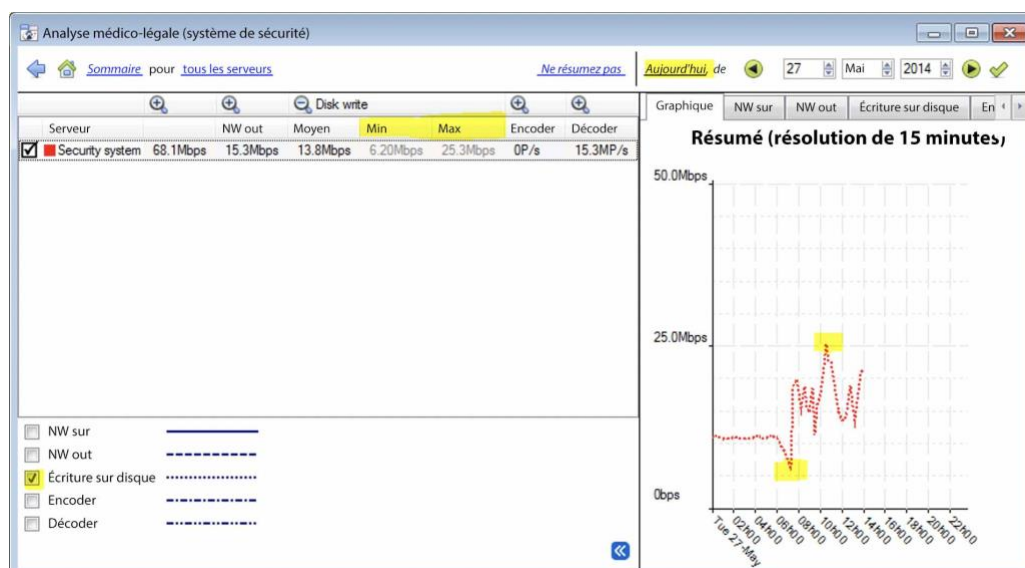 Analyse médico-légale (système de sécurité)
Sommaire pour tous les serveurs Ne résumez pas Aujourd'hui, de 27 Mai 2014
Disk write
Serveur NW out Moyen Min Max Encoder Décoder
Security system 68.1Mbps 15.3Mbps 13.8Mbps 6.20Mbps 25.3Mbps 0P/s 15.3MP/s
NW sur
NW out
Écriture sur disque
Encoder
Décoder
Graphique NW sur NW out Écriture sur disque En
Résumé (résolution de 15 minutes)
50.0Mbps
25.0Mbps
0bps
Tue 27-May 02h00 04h00 06h00 08h00 10h00 12h00 14h00 16h00 18h00 20h00 22h00